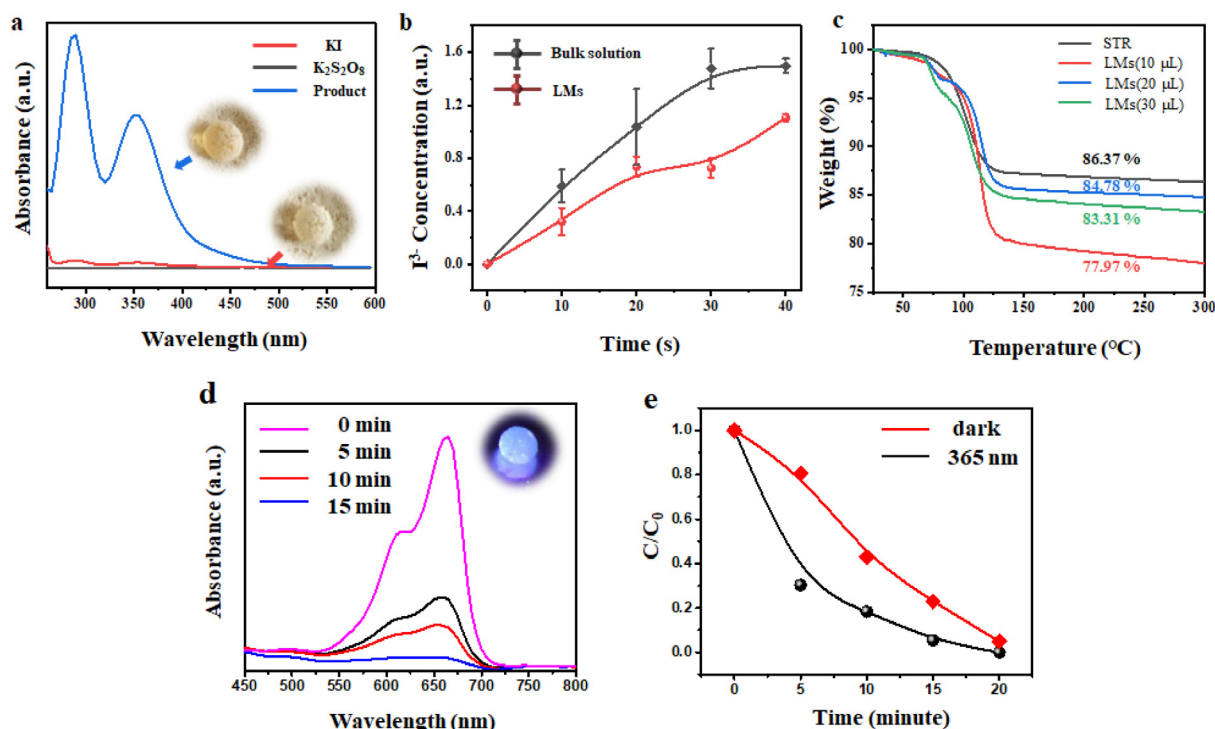 a
KI
K₂S₂O₈
Product
Absorbance (a.u.)
300 350 400 450 500 550 600
Wavelength (nm)
b
Bulk solution
LMs
I³⁻ Concentration (a.u.)
1.6
1.2
0.8
0.4
0.0
0 10 20 30 40
Time (s)
c
STR
LMs(10 μL)
LMs(20 μL)
LMs(30 μL)
Weight (%)
100
95
90
85
80
75
86.37 %
84.78 %
83.31 %
77.97 %
50 100 150 200 250 300
Temperature (°C)
d
0 min
5 min
10 min
15 min
Absorbance (a.u.)
450 500 550 600 650 700 750 800
Wavelength (nm)
e
dark
365 nm
C/C₀
1.0
0.8
0.6
0.4
0.2
0.0
0 5 10 15 20
Time (minute)